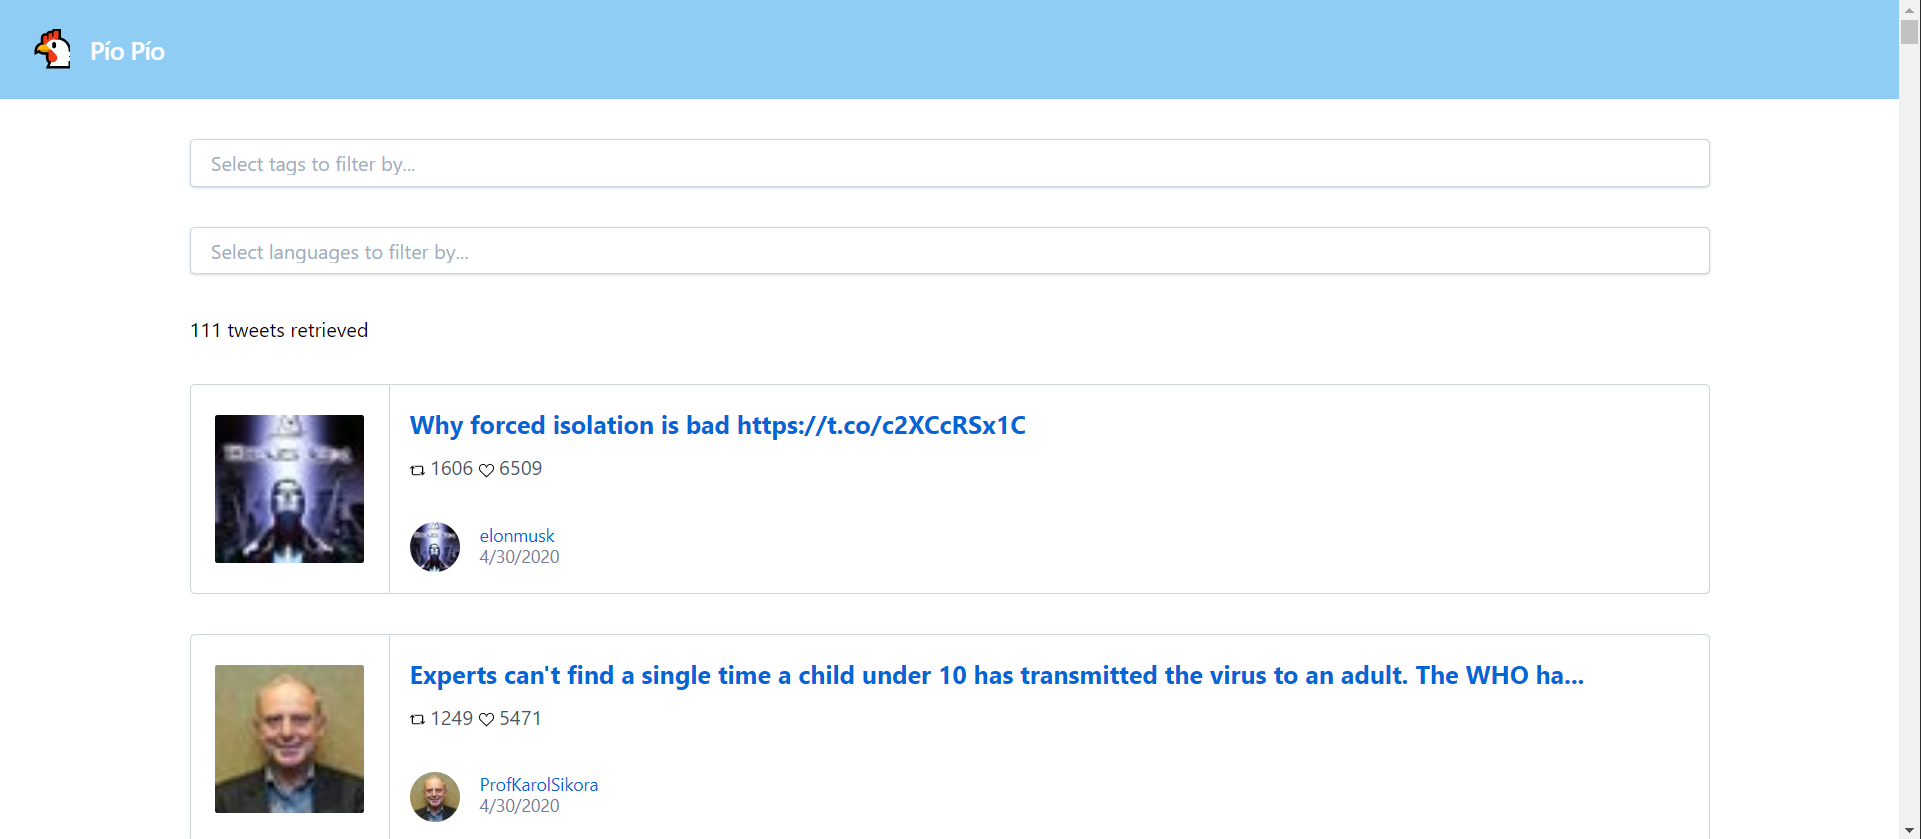 Pío Pío
Select tags to filter by...
Select languages to filter by...
111 tweets retrieved
Why forced isolation is bad https://t.co/c2XCcRSx1C
1606 6509
elonmusk
4/30/2020
Experts can't find a single time a child under 10 has transmitted the virus to an adult. The WHO ha...
1249 5471
ProfKarolSikora
4/30/2020